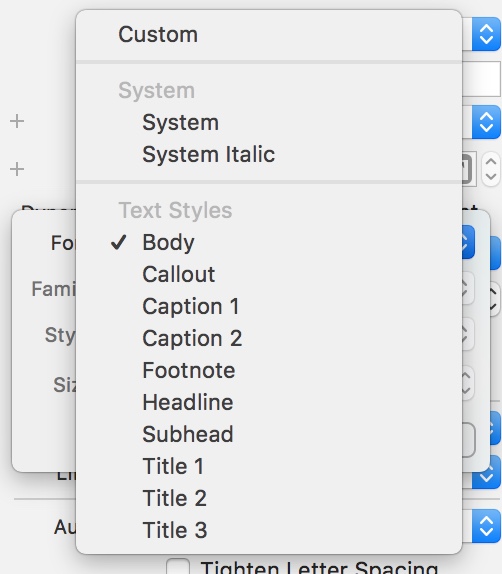 Custom
System
System
System Italic
Text Styles
✓ Body
Callout
Caption 1
Caption 2
Footnote
Headline
Subhead
Title 1
Title 2
Title 3
Tighten Letter Spacing